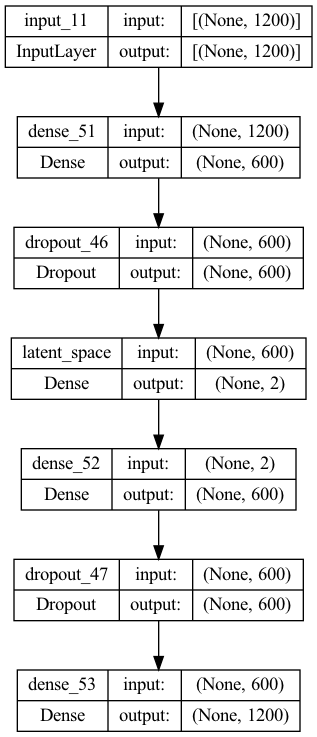 input_11 input: [(None, 1200)]
InputLayer output: [(None, 1200)]
dense_51 input: (None, 1200)
Dense output: (None, 600)
dropout_46 input: (None, 600)
Dropout output: (None, 600)
latent_space input: (None, 600)
Dense output: (None, 2)
dense_52 input: (None, 2)
Dense output: (None, 600)
dropout_47 input: (None, 600)
Dropout output: (None, 600)
dense_53 input: (None, 600)
Dense output: (None, 1200)